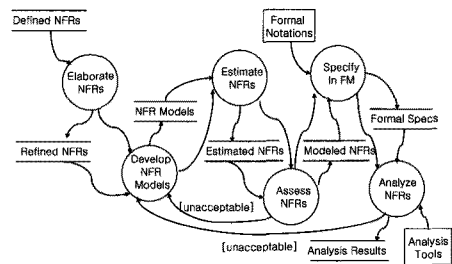 Defined NFRs
Formal
Notations
Elaborate
NFRs
Estimate
NFRs
Specify
In FM
NFR Models
Formal Specs
Refined NFRs
Develop
NFR
Models
Estimated NFRs
Modeled NFRs
Assess
NFRs
Analyze
NFRs
[unacceptable]
[unacceptable]
Analysis Results
Analysis
Tools